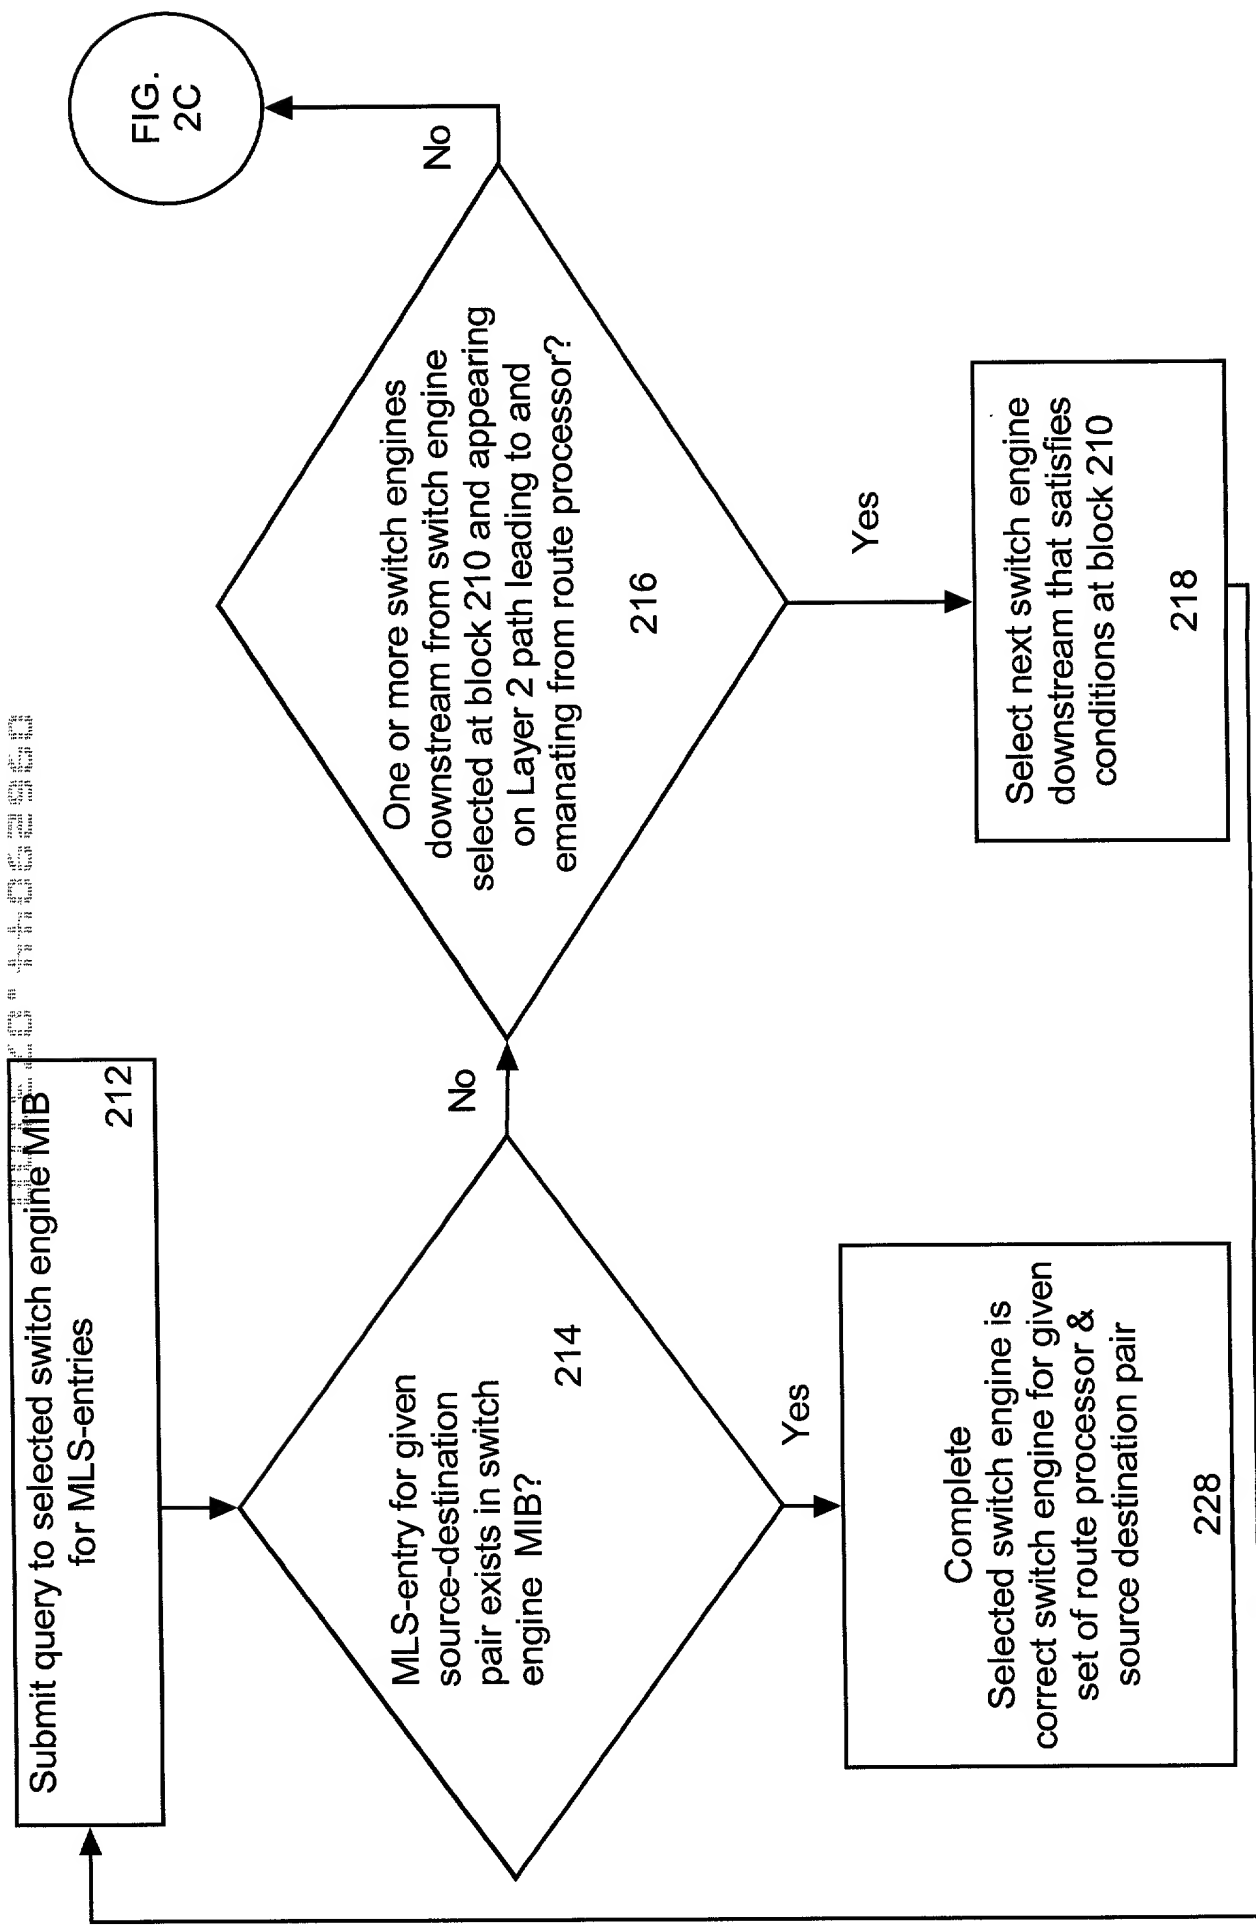 Submit query to selected switch engine MIB
for MLS-entries
212
MLS-entry for given
source-destination
pair exists in switch
engine MIB?
214
No
Yes
Complete
Selected switch engine is
correct switch engine for given
set of route processor &
source destination pair
228
One or more switch engines
downstream from switch engine
selected at block 210 and appearing
on Layer 2 path leading to and
emanating from route processor?
216
No
FIG.
2C
Yes
Select next switch engine
downstream that satisfies
conditions at block 210
218